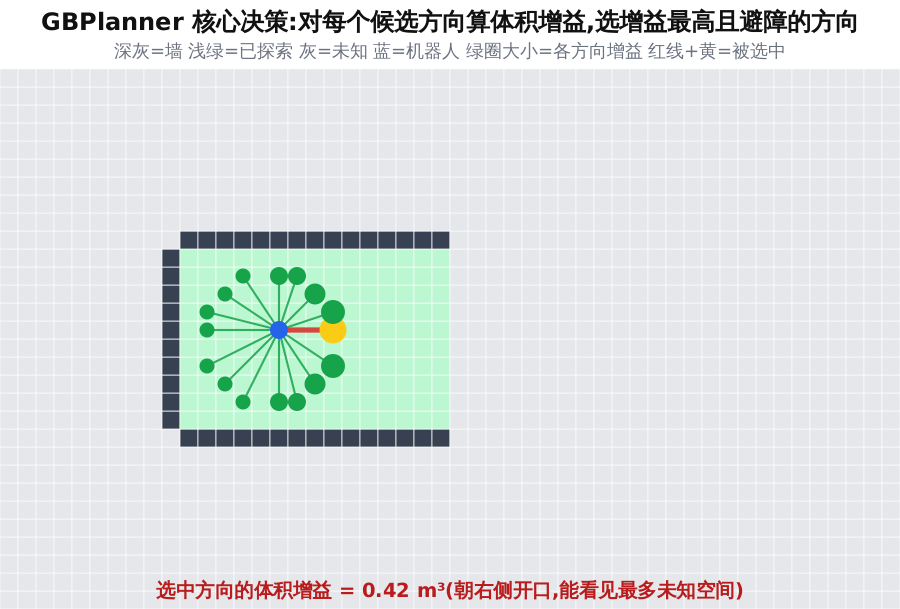 GBPlanner 核心决策:对每个候选方向算体积增益,选增益最高且避障的方向
深灰=墙 浅绿=已探索 灰=未知 蓝=机器人 绿圈大小=各方向增益 红线+黄=被选中
选中方向的体积增益 = 0.42 m³(朝右侧开口,能看见最多未知空间)